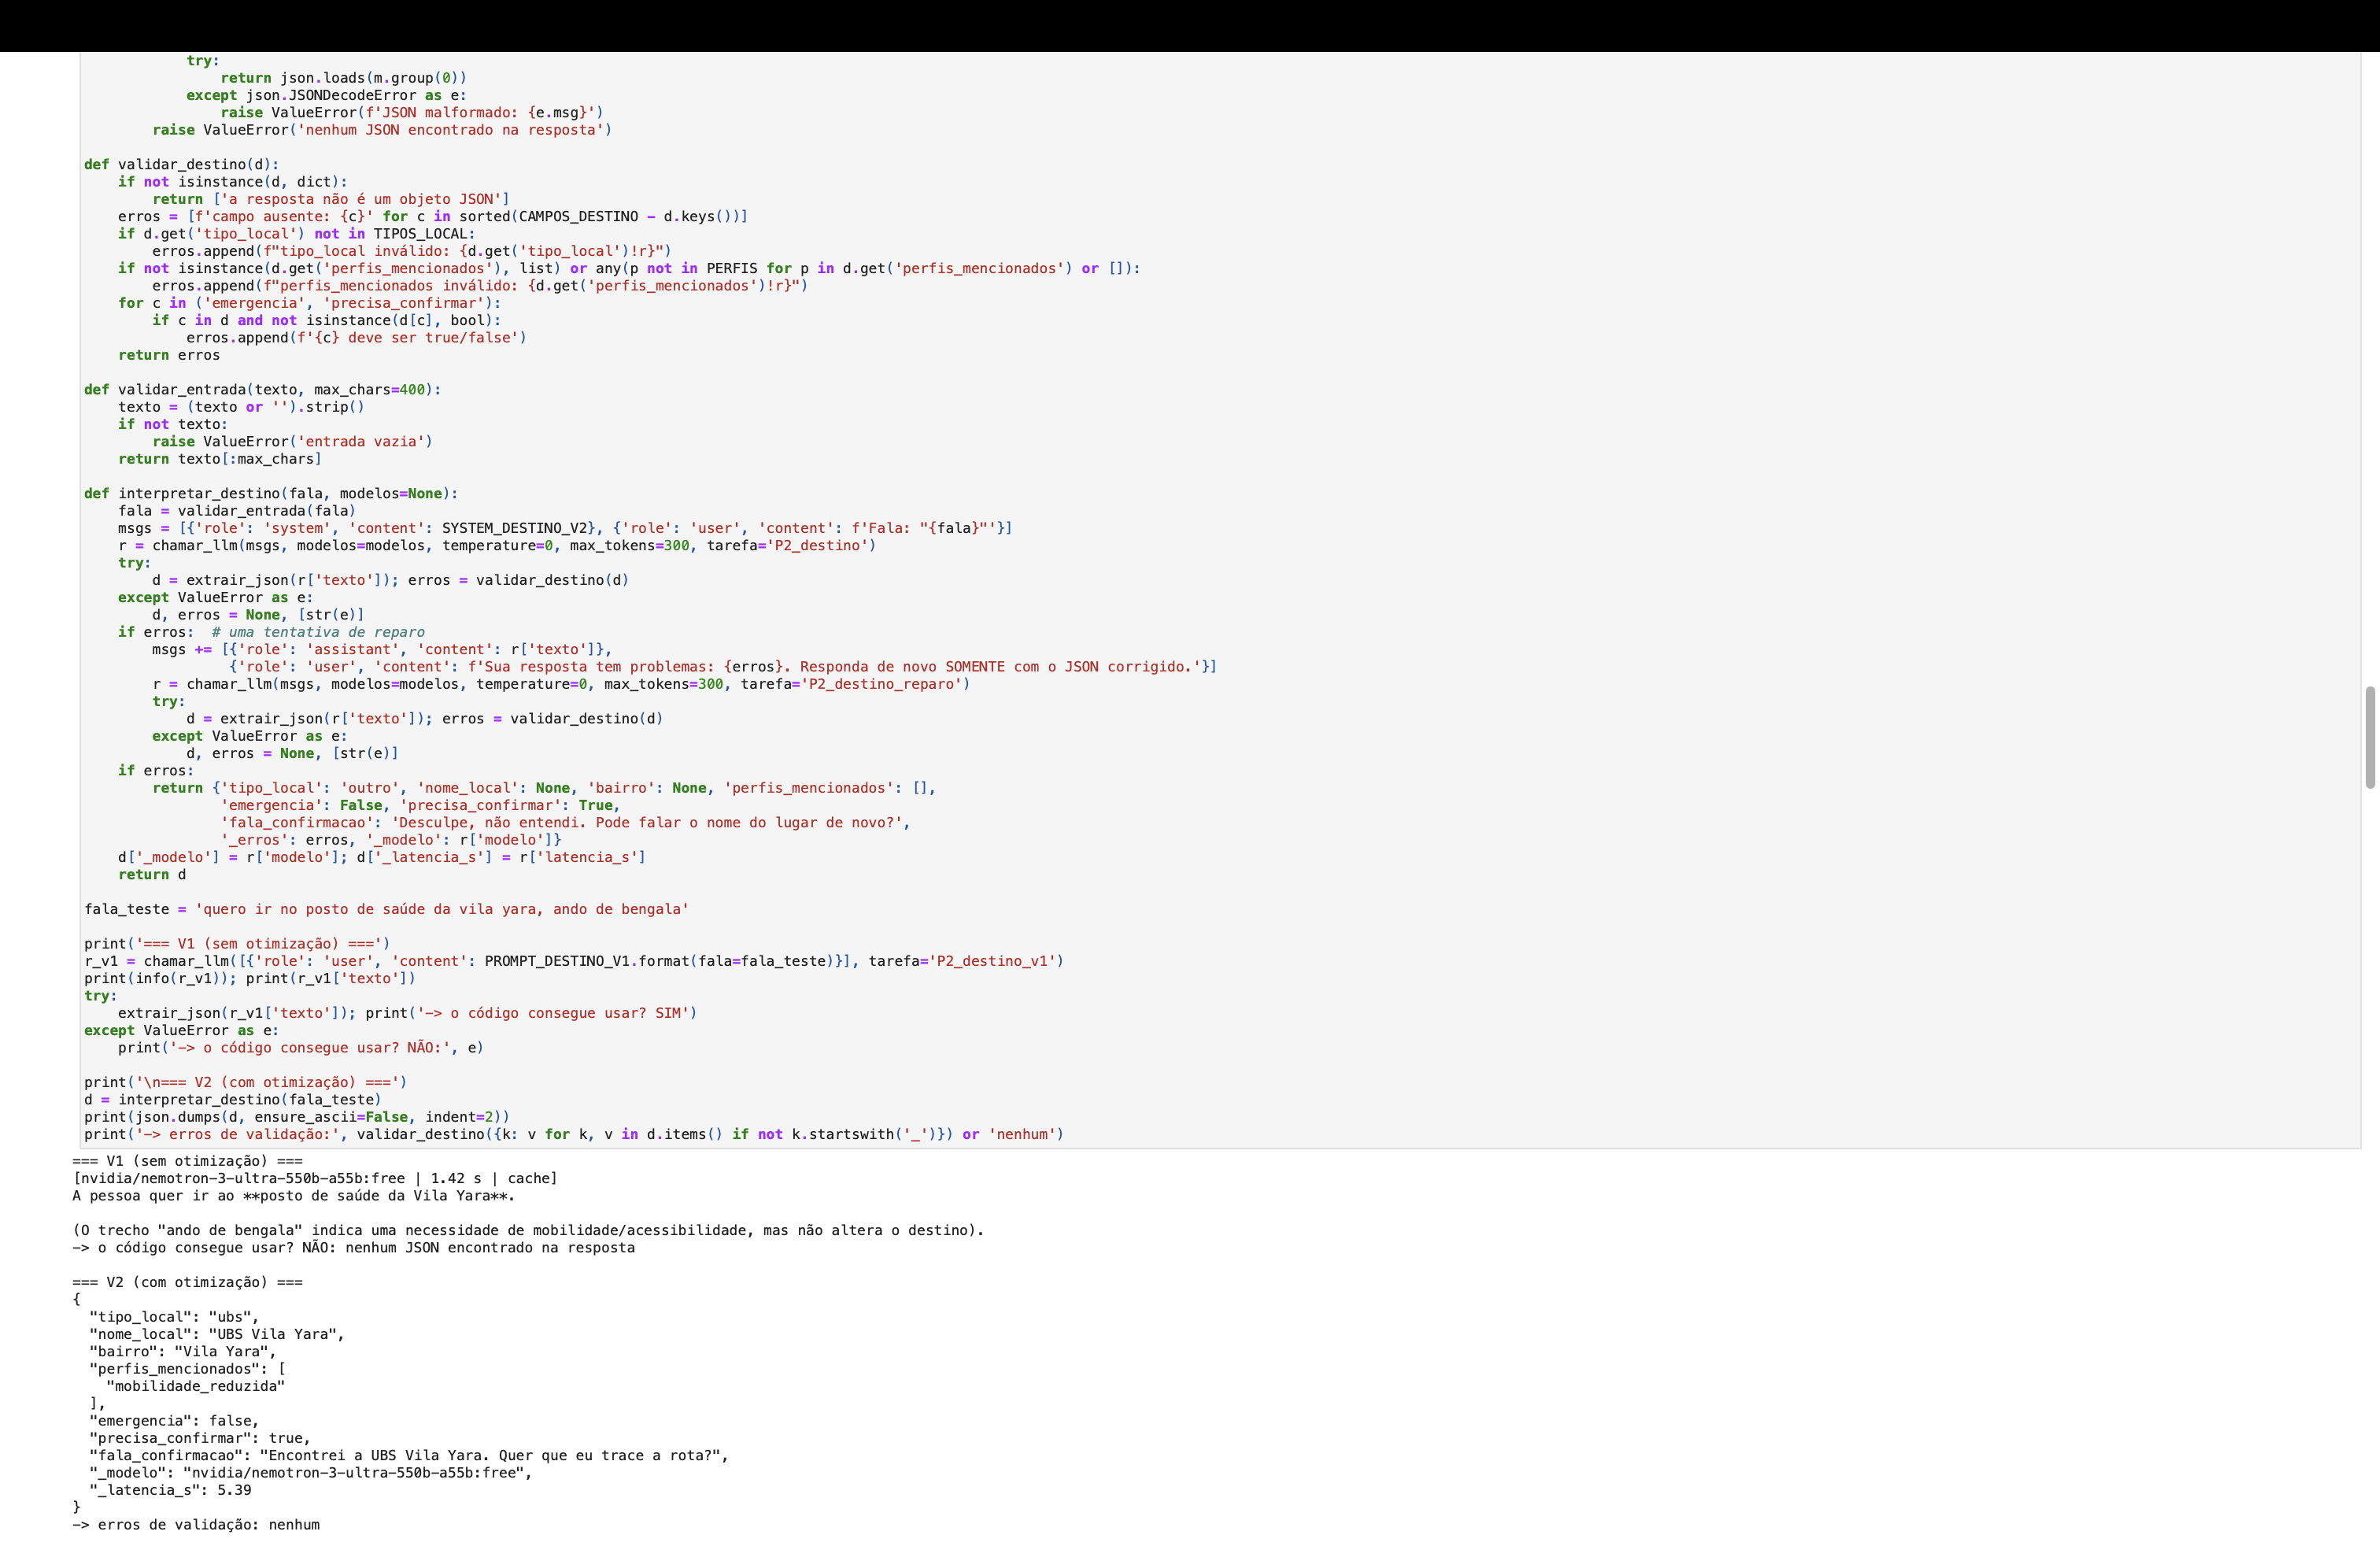 try:
                return json.loads(m.group(0))
            except json.JSONDecodeError as e:
                raise ValueError(f'JSON malformado: {e.msg}')
        raise ValueError('nenhum JSON encontrado na resposta')

def validar_destino(d):
    if not isinstance(d, dict):
        return ['a resposta não é um objeto JSON']
    erros = [f'campo ausente: {c}' for c in sorted(CAMPOS_DESTINO - d.keys())]
    if d.get('tipo_local') not in TIPOS_LOCAL:
        erros.append(f"tipo_local inválido: {d.get('tipo_local')!r}")
    if not isinstance(d.get('perfis_mencionados'), list) or any(p not in PERFIS for p in d.get('perfis_mencionados') or []):
        erros.append(f"perfis_mencionados inválido: {d.get('perfis_mencionados')!r}")
    for c in ('emergencia', 'precisa_confirmar'):
        if c in d and not isinstance(d[c], bool):
            erros.append(f'{c} deve ser true/false')
    return erros

def validar_entrada(texto, max_chars=400):
    texto = (texto or '').strip()
    if not texto:
        raise ValueError('entrada vazia')
    return texto[:max_chars]

def interpretar_destino(fala, modelos=None):
    fala = validar_entrada(fala)
    msgs = [{'role': 'system', 'content': SYSTEM_DESTINO_V2}, {'role': 'user', 'content': f'Fala: "{fala}"'}]
    r = chamar_llm(msgs, modelos=modelos, temperature=0, max_tokens=300, tarefa='P2_destino')
    try:
        d = extrair_json(r['texto']); erros = validar_destino(d)
    except ValueError as e:
        d, erros = None, [str(e)]
    if erros:  # uma tentativa de reparo
        msgs += [{'role': 'assistant', 'content': r['texto']},
                 {'role': 'user', 'content': f'Sua resposta tem problemas: {erros}. Responda de novo SOMENTE com o JSON corrigido.'}]
        r = chamar_llm(msgs, modelos=modelos, temperature=0, max_tokens=300, tarefa='P2_destino_reparo')
        try:
            d = extrair_json(r['texto']); erros = validar_destino(d)
        except ValueError as e:
            d, erros = None, [str(e)]
    if erros:
        return {'tipo_local': 'outro', 'nome_local': None, 'bairro': None, 'perfis_mencionados': [],
                'emergencia': False, 'precisa_confirmar': True,
                'fala_confirmacao': 'Desculpe, não entendi. Pode falar o nome do lugar de novo?',
                '_erros': erros, '_modelo': r['modelo']}
    d['_modelo'] = r['modelo']; d['_latencia_s'] = r['latencia_s']
    return d

fala_teste = 'quero ir no posto de saúde da vila yara, ando de bengala'

print('=== V1 (sem otimização) ===')
r_v1 = chamar_llm([{'role': 'user', 'content': PROMPT_DESTINO_V1.format(fala=fala_teste)}], tarefa='P2_destino_v1')
print(info(r_v1)); print(r_v1['texto'])
try:
    extrair_json(r_v1['texto']); print('-> o código consegue usar? SIM')
except ValueError as e:
    print('-> o código consegue usar? NÃO:', e)

print('\n=== V2 (com otimização) ===')
d = interpretar_destino(fala_teste)
print(json.dumps(d, ensure_ascii=False, indent=2))
print('-> erros de validação:', validar_destino({k: v for k, v in d.items() if not k.startswith('_')}) or 'nenhum')
=== V1 (sem otimização) ===
[nvidia/nemotron-3-ultra-550b-a55b:free | 1.42 s | cache]
A pessoa quer ir ao **posto de saúde da Vila Yara**.

(O trecho "ando de bengala" indica uma necessidade de mobilidade/acessibilidade, mas não altera o destino).
-> o código consegue usar? NÃO: nenhum JSON encontrado na resposta

=== V2 (com otimização) ===
{
  "tipo_local": "ubs",
  "nome_local": "UBS Vila Yara",
  "bairro": "Vila Yara",
  "perfis_mencionados": [
    "mobilidade_reduzida"
  ],
  "emergencia": false,
  "precisa_confirmar": true,
  "fala_confirmacao": "Encontrei a UBS Vila Yara. Quer que eu trace a rota?",
  "_modelo": "nvidia/nemotron-3-ultra-550b-a55b:free",
  "_latencia_s": 5.39
}
-> erros de validação: nenhum